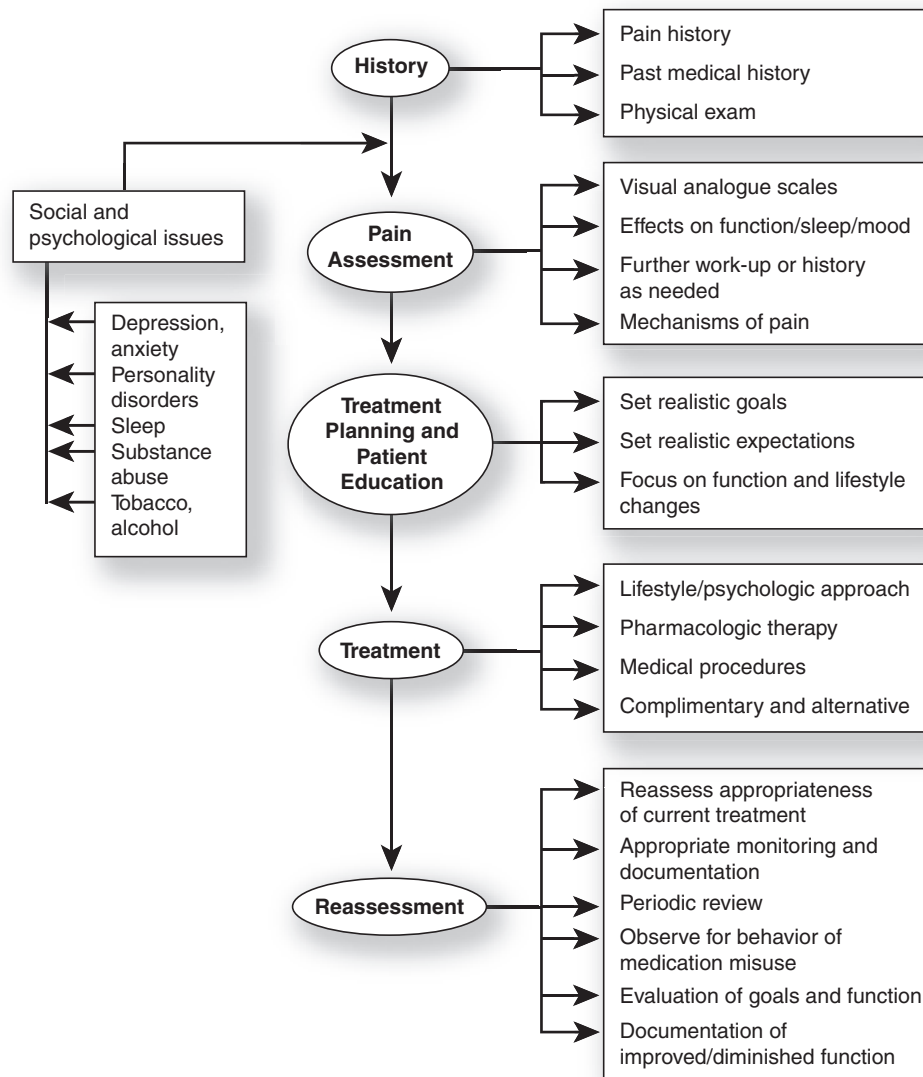 History
Pain history
Past medical history
Physical exam
Social and
psychological issues
Depression,
anxiety
Personality
disorders
Sleep
Substance
abuse
Tobacco,
alcohol
Pain
Assessment
Visual analogue scales
Effects on function/sleep/mood
Further work-up or history
as needed
Mechanisms of pain
Treatment
Planning and
Patient
Education
Set realistic goals
Set realistic expectations
Focus on function and lifestyle
changes
Treatment
Lifestyle/psychologic approach
Pharmacologic therapy
Medical procedures
Complimentary and alternative
Reassessment
Reassess appropriateness
of current treatment
Appropriate monitoring and
documentation
Periodic review
Observe for behavior of
medication misuse
Evaluation of goals and function
Documentation of
improved/diminished function